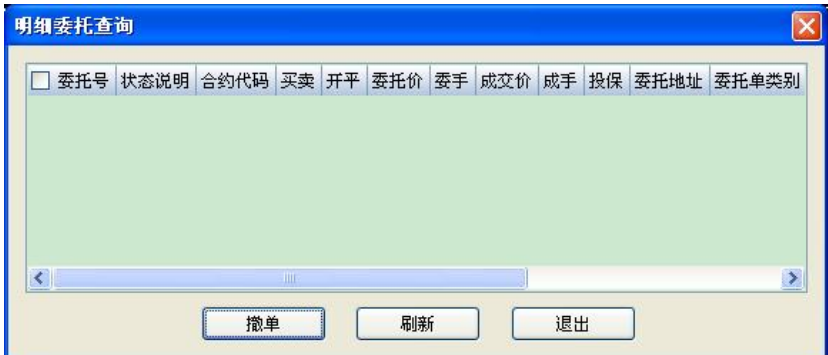 明细委托查询
委托号 状态说明 合约代码 买卖 开平 委托价 委手 成交价 成手 投保 委托地址 委托单类别
撤单 刷新 退出